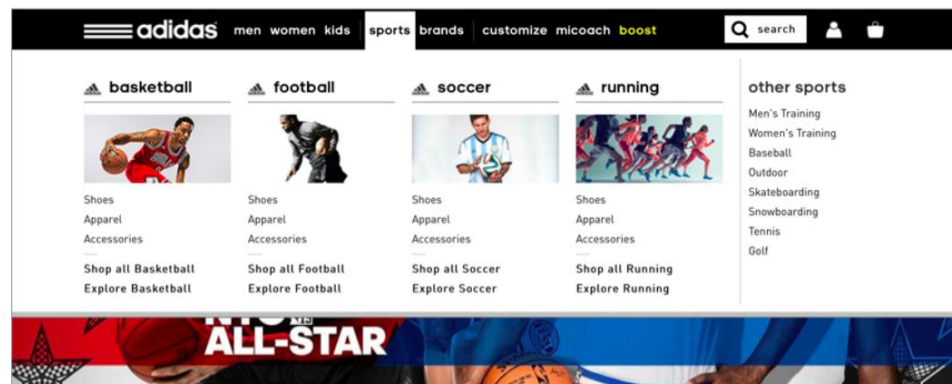 adidas men women kids sports brands customize micoach boost search
basketball
Shoes
Apparel
Accessories
Shop all Basketball
Explore Basketball
football
Shoes
Apparel
Accessories
Shop all Football
Explore Football
soccer
Shoes
Apparel
Accessories
Shop all Soccer
Explore Soccer
running
Shoes
Apparel
Accessories
Shop all Running
Explore Running
other sports
Men's Training
Women's Training
Baseball
Outdoor
Skateboarding
Snowboarding
Tennis
Golf
ALL-STAR